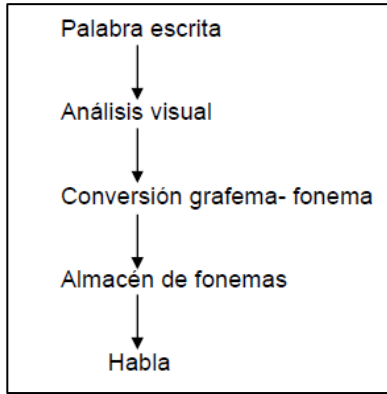 Palabra escrita
Análisis visual
Conversión grafema- fonema
Almacén de fonemas
Habla